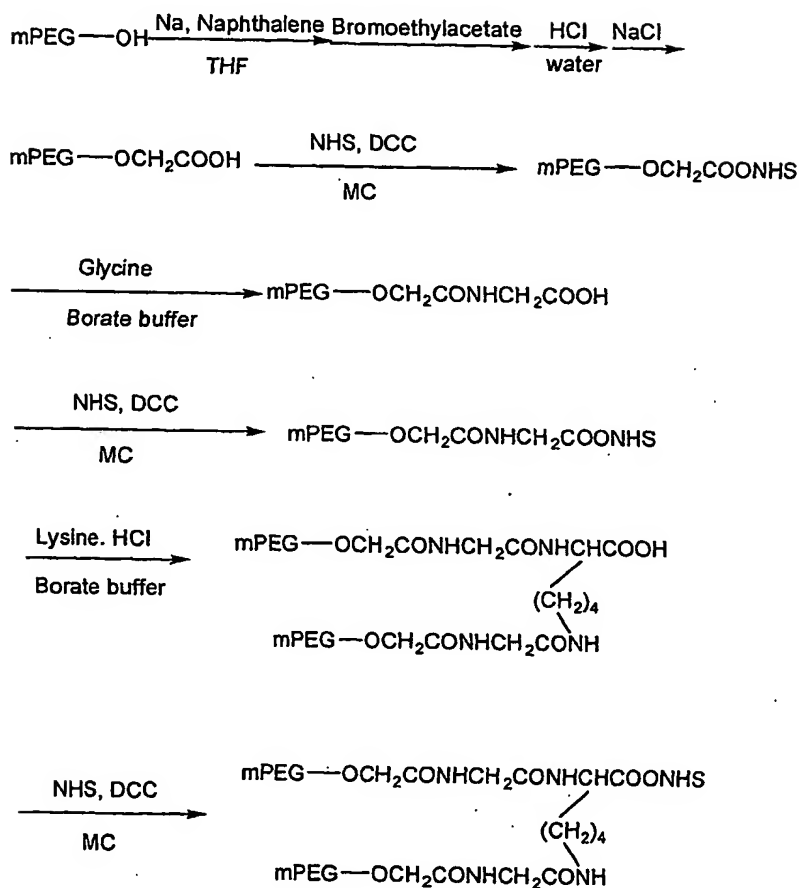 mPEG—OH Na, Naphthalene Bromoethylacetate HCl NaCl
THF water
mPEG—OCH₂COOH NHS, DCC mPEG—OCH₂COONHS
MC
Glycine
mPEG—OCH₂CONHCH₂COOH
Borate buffer
NHS, DCC
mPEG—OCH₂CONHCH₂COONHS
MC
Lysine. HCl
mPEG—OCH₂CONHCH₂CONHCHCOOH
Borate buffer
(CH₂)₄
mPEG—OCH₂CONHCH₂CONH
mPEG—OCH₂CONHCH₂CONHCHCOONHS
NHS, DCC
MC
(CH₂)₄
mPEG—OCH₂CONHCH₂CONH